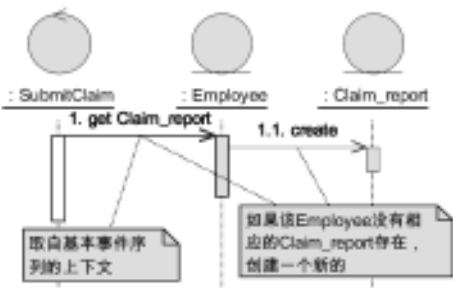 : SubmitClaim
: Employee
: Claim_report
1. get Claim_report
1.1. create
取自基本事件序
列的上下文
如果该Employee没有相
应的Claim_report存在，
创建一个新的